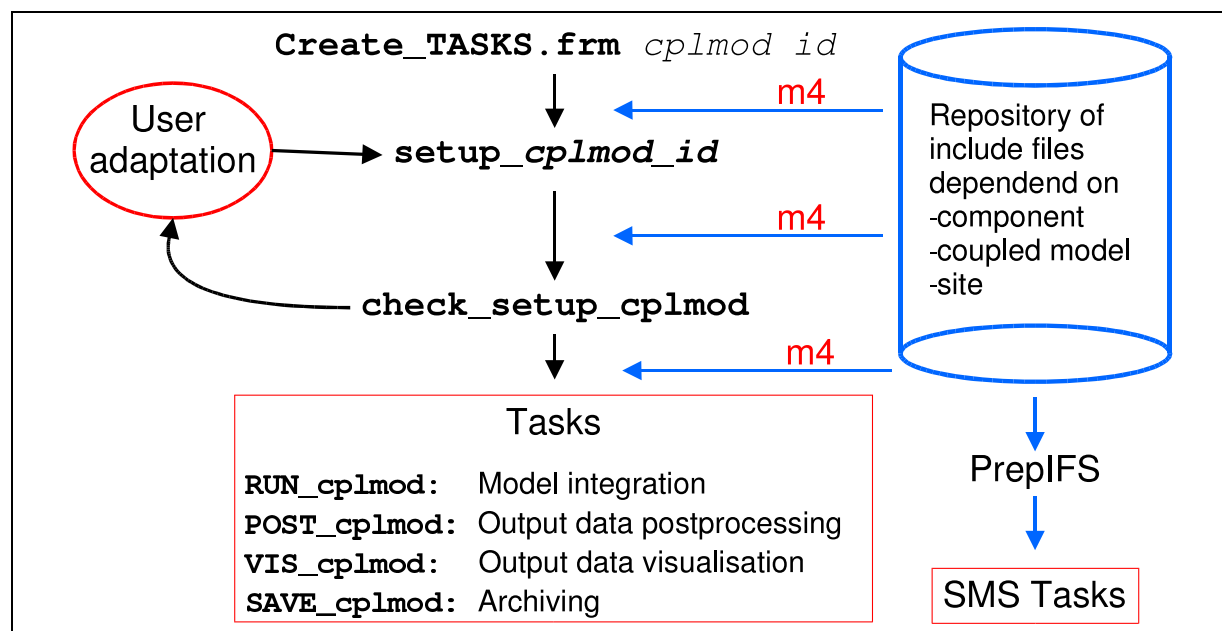 Create_TASKS.frm cplmod id
m4
User
adaptation
setup_cplmod_id
m4
check_setup_cplmod
m4
Repository of
include files
dependend on
-component
-coupled model
-site
Tasks
RUN_cplmod: Model integration
POST_cplmod: Output data postprocessing
VIS_cplmod: Output data visualisation
SAVE_cplmod: Archiving
PrepIFS
SMS Tasks